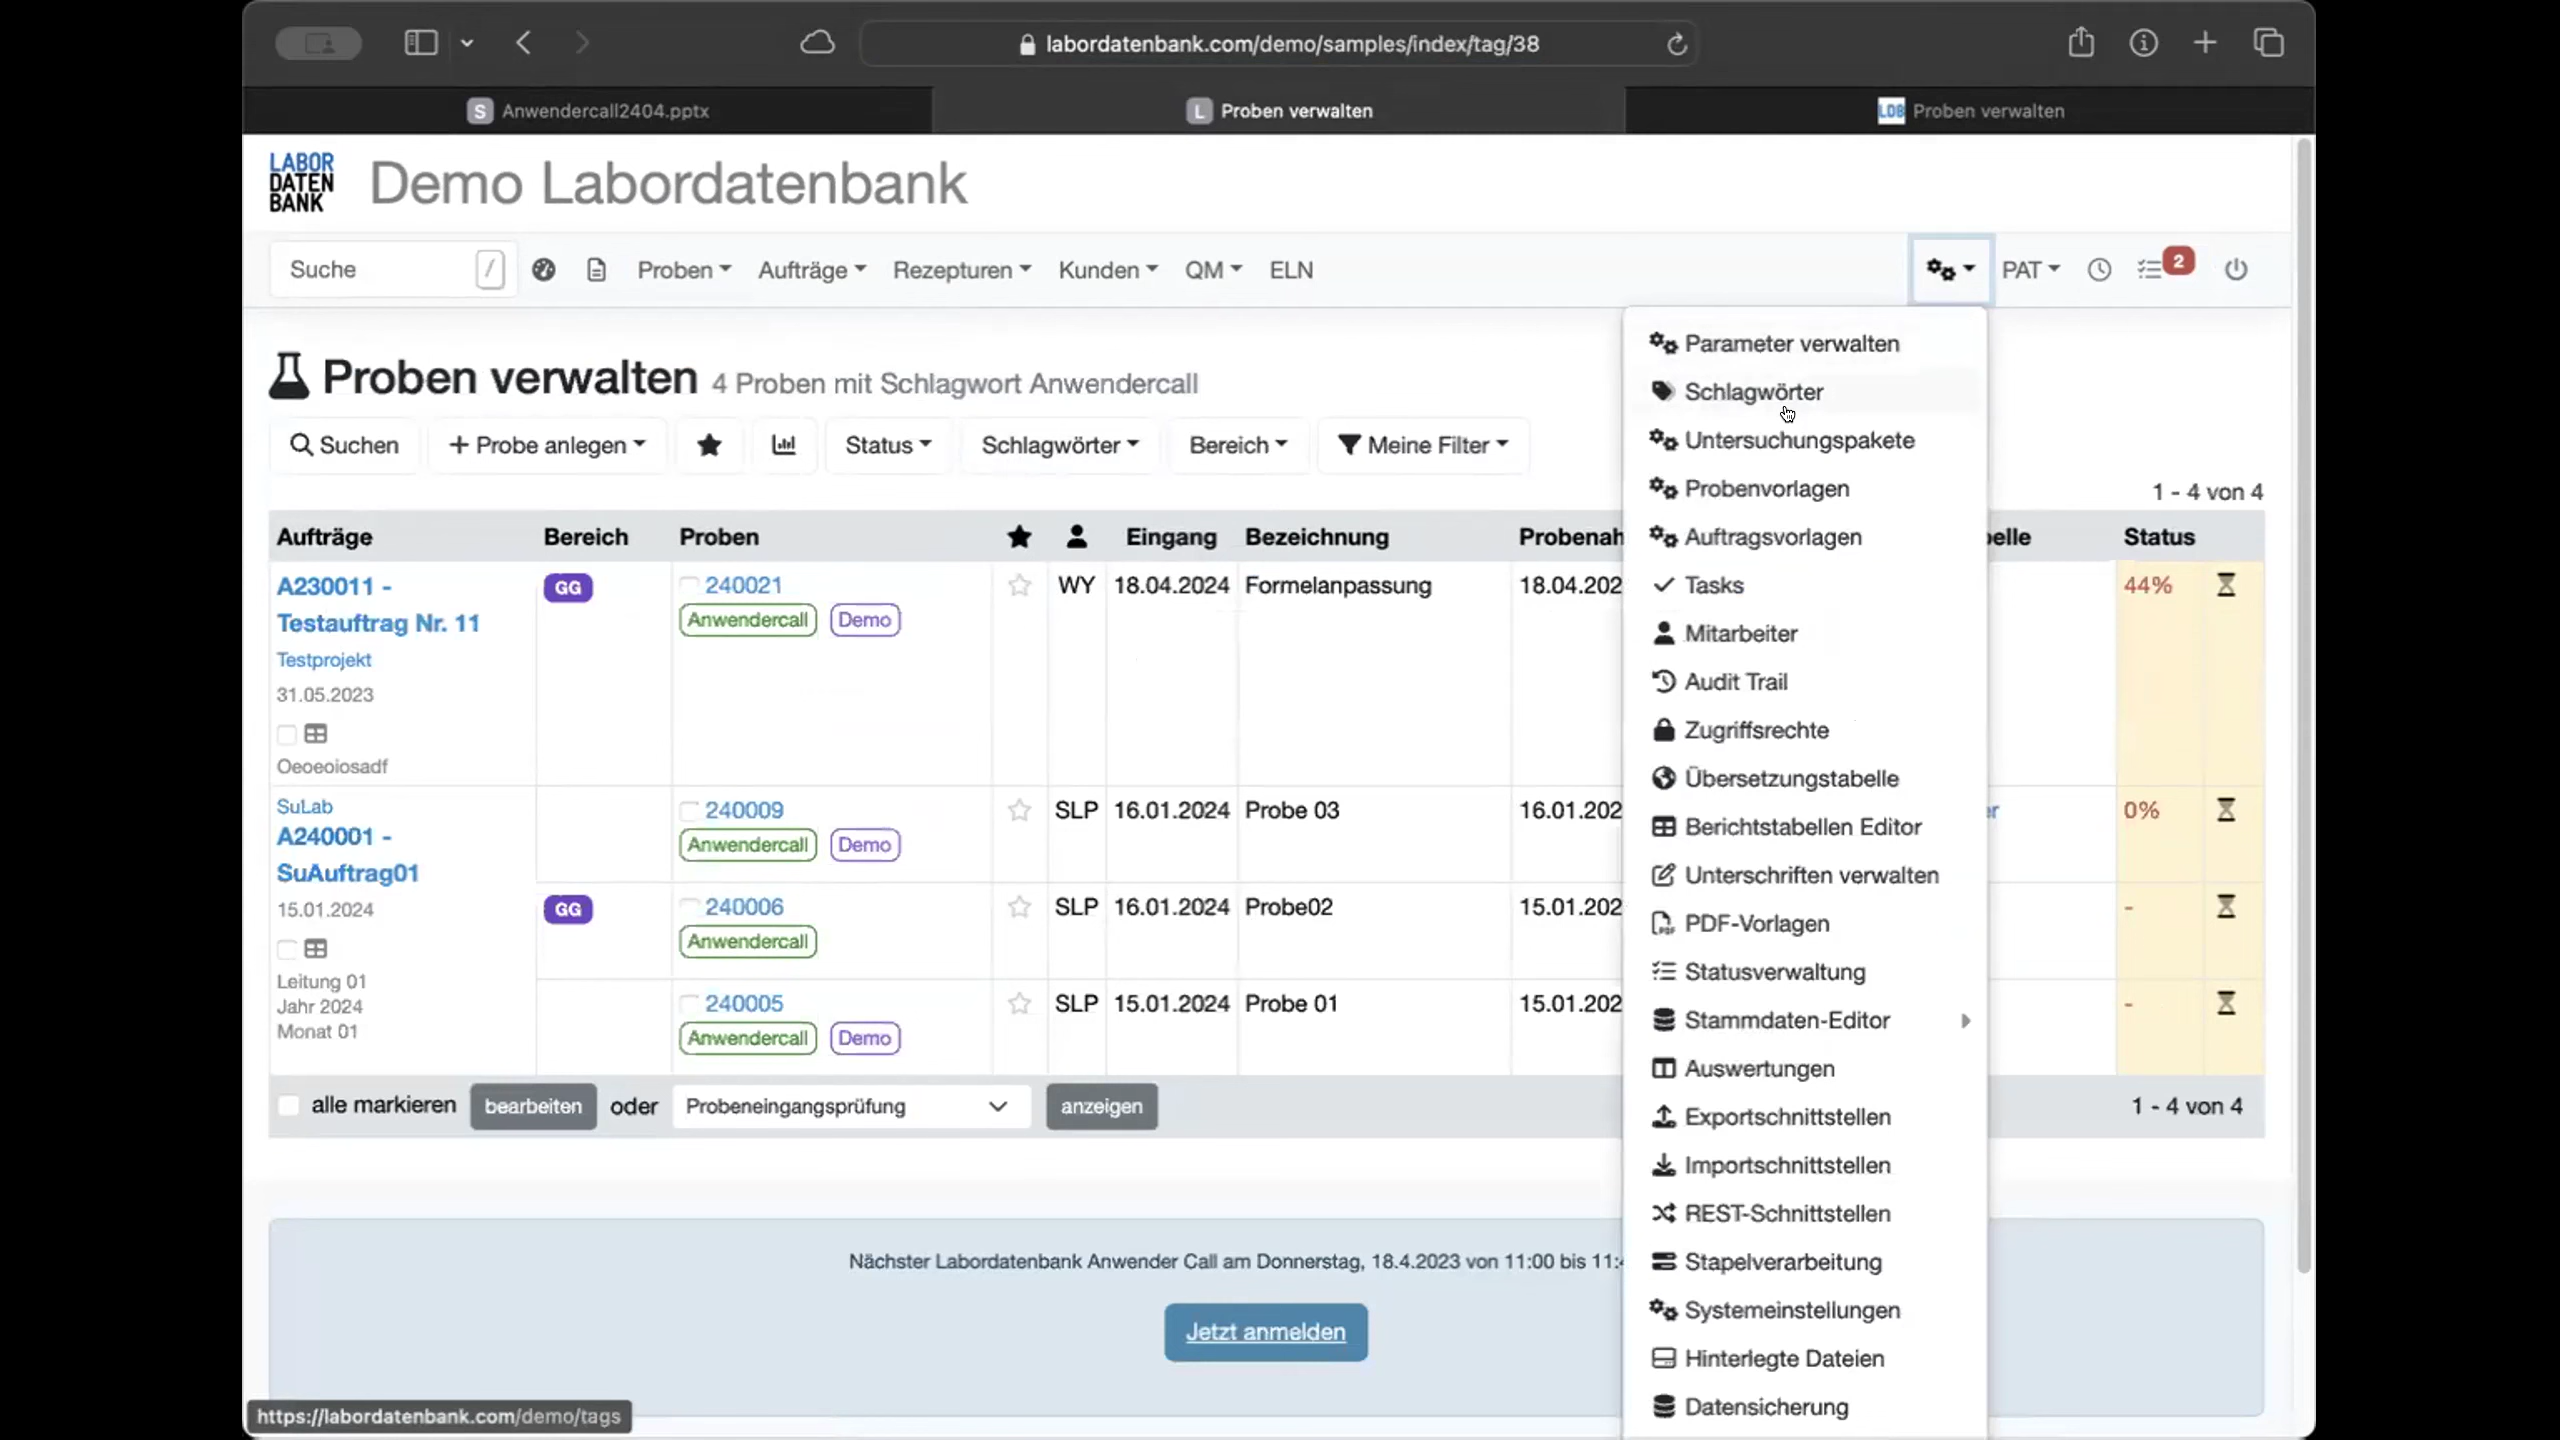 labordatenbank.com/demo/samples/index/tag/38
S Anwendercall2404.pptx
L Proben verwalten
LDB Proben verwalten
LABOR
DATEN
BANK
Demo Labordatenbank
Suche /
Proben
Aufträge
Rezepturen
Kunden
QM
ELN
PAT
2
Proben verwalten 4 Proben mit Schlagwort Anwendercall
Suchen
+ Probe anlegen
Status
Schlagwörter
Bereich
Meine Filter
1 - 4 von 4
Aufträge Bereich Proben Eingang Bezeichnung Probenah elle Status
A230011 -
Testauftrag Nr. 11
Testprojekt
31.05.2023
Oeoeoiosadf
GG
240021
Anwendercall Demo
WY 18.04.2024 Formelanpassung 18.04.202 44%
SuLab
A240001 -
SuAuftrag01
15.01.2024
Leitung 01
Jahr 2024
Monat 01
240009
Anwendercall Demo
SLP 16.01.2024 Probe 03 16.01.202 er 0%
GG
240006
Anwendercall
SLP 16.01.2024 Probe02 15.01.202 -
240005
Anwendercall Demo
SLP 15.01.2024 Probe 01 15.01.202 -
alle markieren bearbeiten oder Probeneingangsprüfung anzeigen 1 - 4 von 4
Parameter verwalten
Schlagwörter
Untersuchungspakete
Probenvorlagen
Auftragsvorlagen
Tasks
Mitarbeiter
Audit Trail
Zugriffsrechte
Übersetzungstabelle
Berichtstabellen Editor
Unterschriften verwalten
PDF-Vorlagen
Statusverwaltung
Stammdaten-Editor
Auswertungen
Exportschnittstellen
Importschnittstellen
REST-Schnittstellen
Stapelverarbeitung
Systemeinstellungen
Hinterlegte Dateien
Datensicherung
Nächster Labordatenbank Anwender Call am Donnerstag, 18.4.2023 von 11:00 bis 11:4
Jetzt anmelden
https://labordatenbank.com/demo/tags